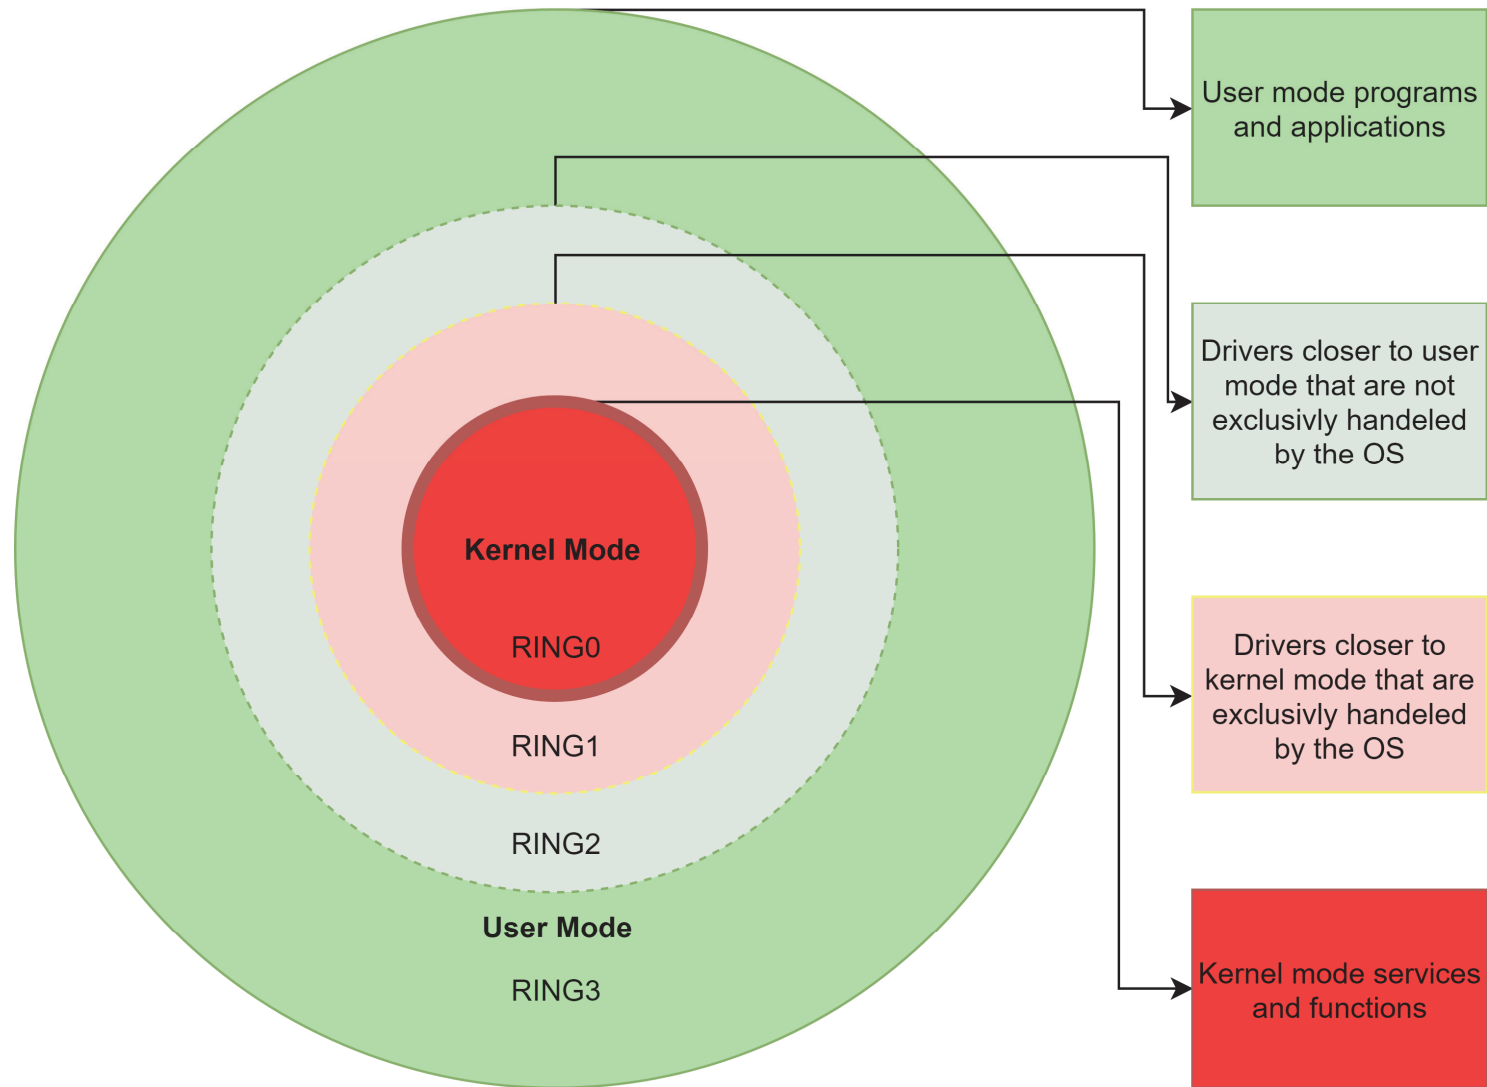 User mode programs
and applications
Drivers closer to user
mode that are not
exclusivly handeled
by the OS
Kernel Mode
RING0
RING1
RING2
User Mode
RING3
Drivers closer to
kernel mode that are
exclusivly handeled
by the OS
Kernel mode services
and functions